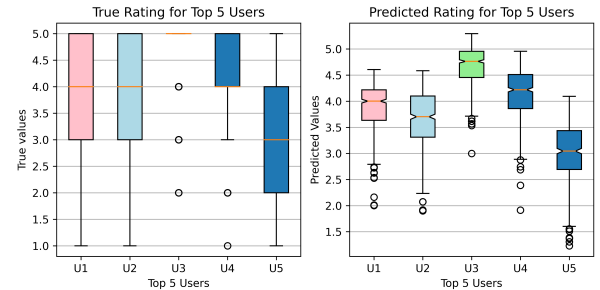 True Rating for Top 5 Users
True values
5.0
4.5
4.0
3.5
3.0
2.5
2.0
1.5
1.0
U1 U2 U3 U4 U5
Top 5 Users
Predicted Rating for Top 5 Users
Predicted Values
5.0
4.5
4.0
3.5
3.0
2.5
2.0
1.5
U1 U2 U3 U4 U5
Top 5 Users